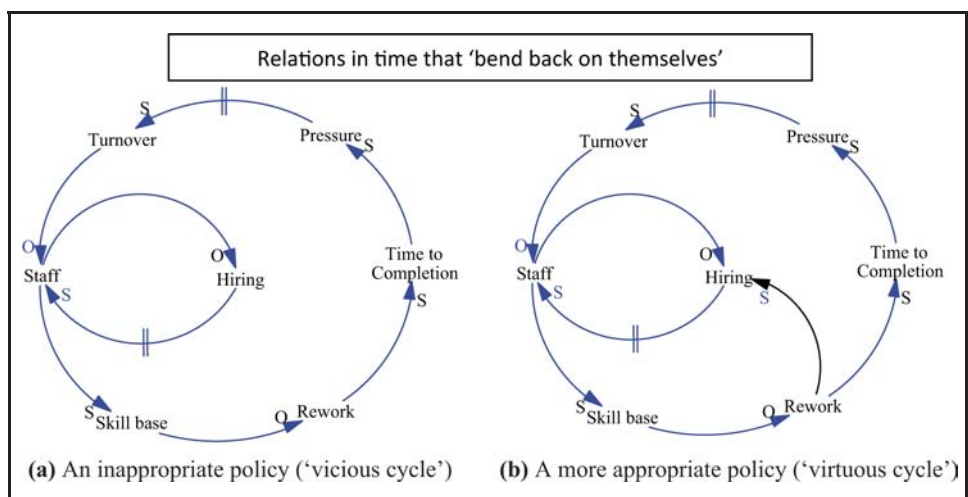 Relations in time that ‘bend back on themselves’
S
Turnover
Pressure
S
O
Staff
S
O
Hiring
Time to
Completion
S
S
Skill base
O
Rework
(a) An inappropriate policy (‘vicious cycle’)
S
Turnover
Pressure
S
O
Staff
S
O
Hiring
S
Time to
Completion
S
S
Skill base
O
Rework
(b) A more appropriate policy (‘virtuous cycle’)